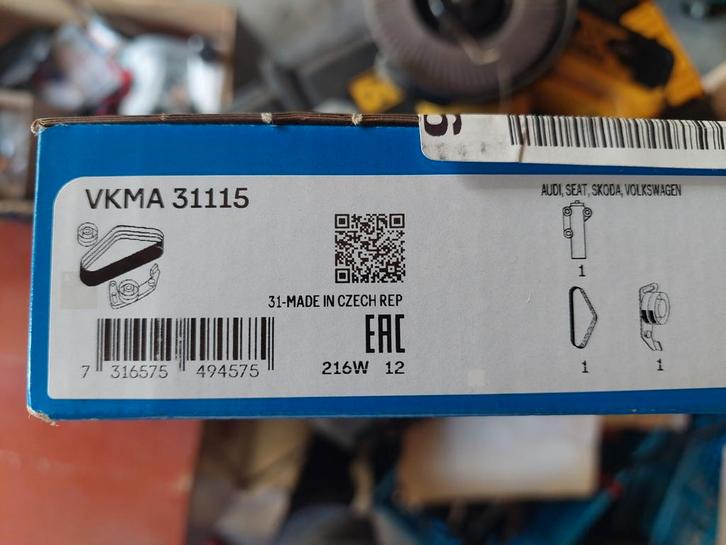 9
VKMA 31115
AUDI, SEAT, SKODA, VOLKSWAGEN
1
31-MADE IN CZECH REP
EAC
7 316575 494575
216W 12
1
1